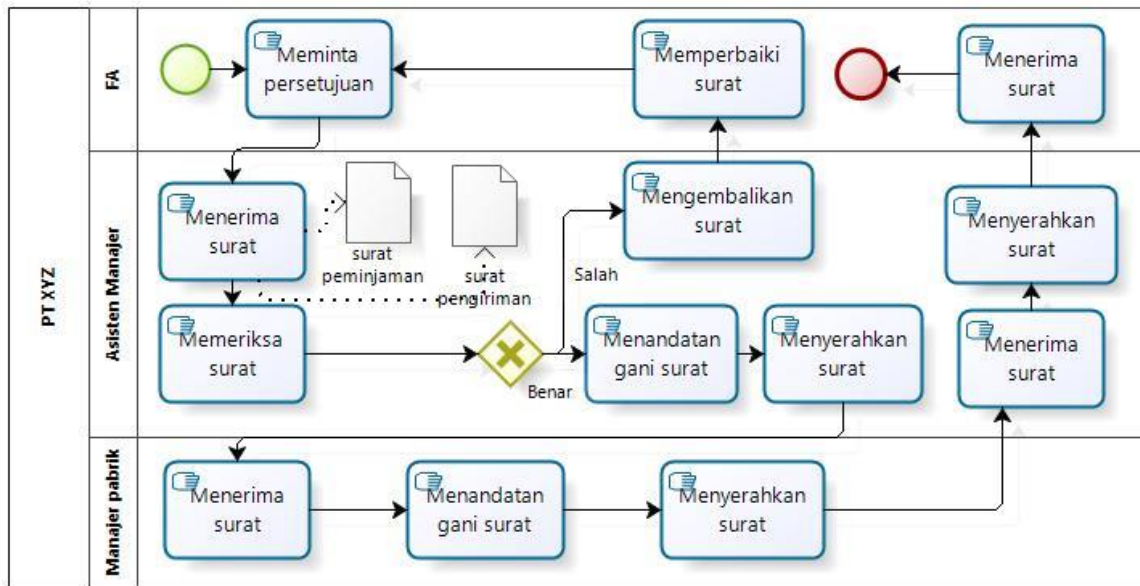 PT XYZ
FA
Meminta
persetujuan
Memperbaiki
surat
Menerima
surat
Asisten Manajer
Menerima
surat
surat
peminjaman
surat
pengiriman
Mengembalikan
surat
Salah
Menyerahkan
surat
Memeriksa
surat
Benar
Menandatan
gani surat
Menyerahkan
surat
Menerima
surat
Manajer pabrik
Menerima
surat
Menandatan
gani surat
Menyerahkan
surat